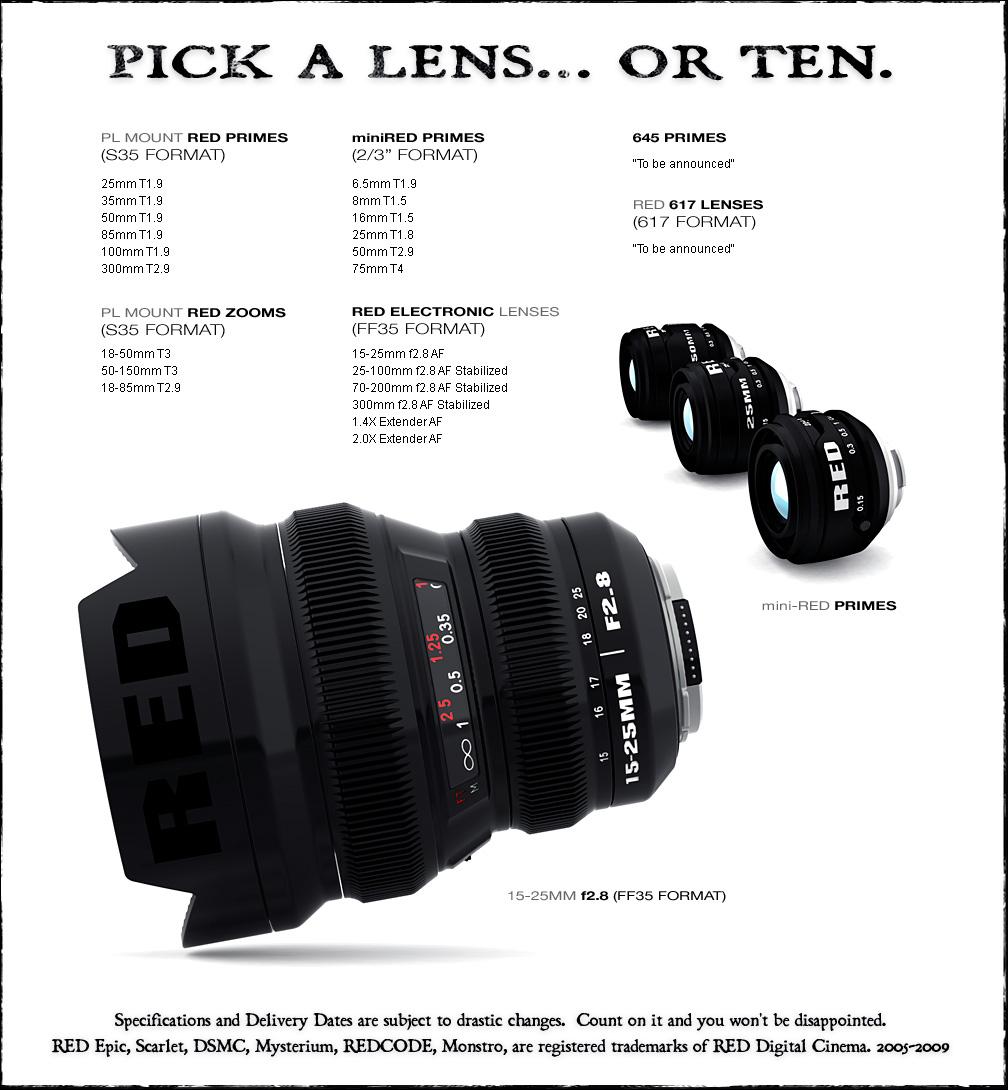 PICK A LENS... OR TEN.
PL MOUNT RED PRIMES
(S35 FORMAT)
25mm T1.9
35mm T1.9
50mm T1.9
85mm T1.9
100mm T1.9
300mm T2.9
PL MOUNT RED ZOOMS
(S35 FORMAT)
18-50mm T3
50-150mm T3
18-85mm T2.9
miniRED PRIMES
(2/3” FORMAT)
6.5mm T1.9
8mm T1.5
16mm T1.5
25mm T1.8
50mm T2.9
75mm T4
RED ELECTRONIC LENSES
(FF35 FORMAT)
15-25mm f2.8 AF
25-100mm f2.8 AF Stabilized
70-200mm f2.8 AF Stabilized
300mm f2.8 AF Stabilized
1.4X Extender AF
2.0X Extender AF
645 PRIMES
"To be announced"
RED 617 LENSES
(617 FORMAT)
"To be announced"
50MM
25MM
RED
0.15
0.3
0.5
mini-RED PRIMES
RED
1
1.25
2 5
FT
0.35
0.5
1
∞
M
25
20
18
17
16
15
15-25MM | F2.8
15-25MM f2.8 (FF35 FORMAT)
Specifications and Delivery Dates are subject to drastic changes. Count on it and you won't be disappointed.
RED Epic, Scarlet, DSMC, Mysterium, REDCODE, Monstro, are registered trademarks of RED Digital Cinema. 2005-2009